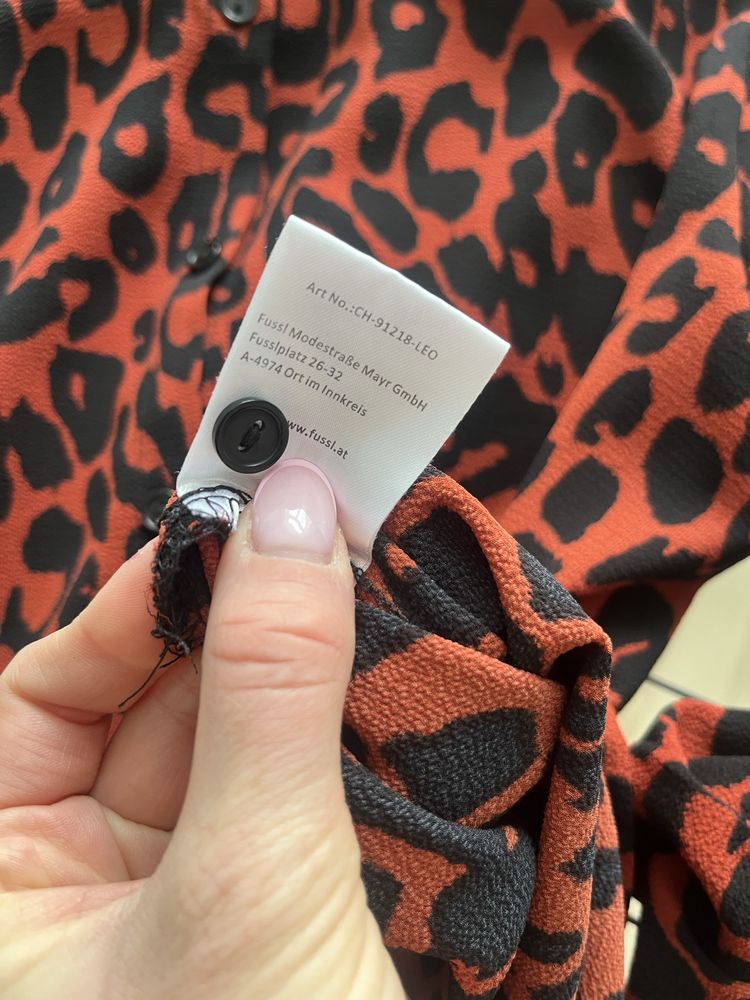 Art No.:CH-91218-LEO
Fussl Modestraße Mayr GmbH
Fusslplatz 26-32
A-4974 Ort im Innkreis
www.fussl.at